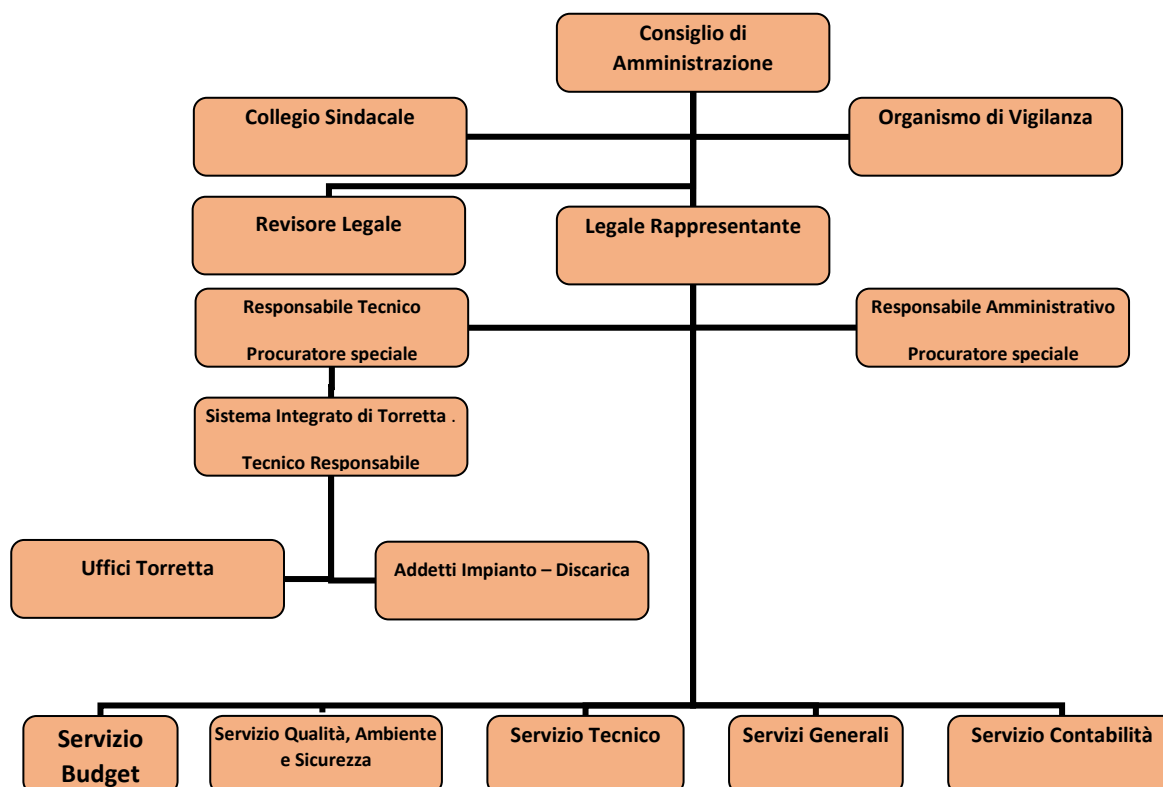 Consiglio di
Amministrazione
Collegio Sindacale
Organismo di Vigilanza
Revisore Legale
Legale Rappresentante
Responsabile Tecnico
Procuratore speciale
Responsabile Amministrativo
Procuratore speciale
Sistema Integrato di Torretta .
Tecnico Responsabile
Uffici Torretta
Addetti Impianto – Discarica
Servizio
Budget
Servizio Qualità, Ambiente
e Sicurezza
Servizio Tecnico
Servizi Generali
Servizio Contabilità